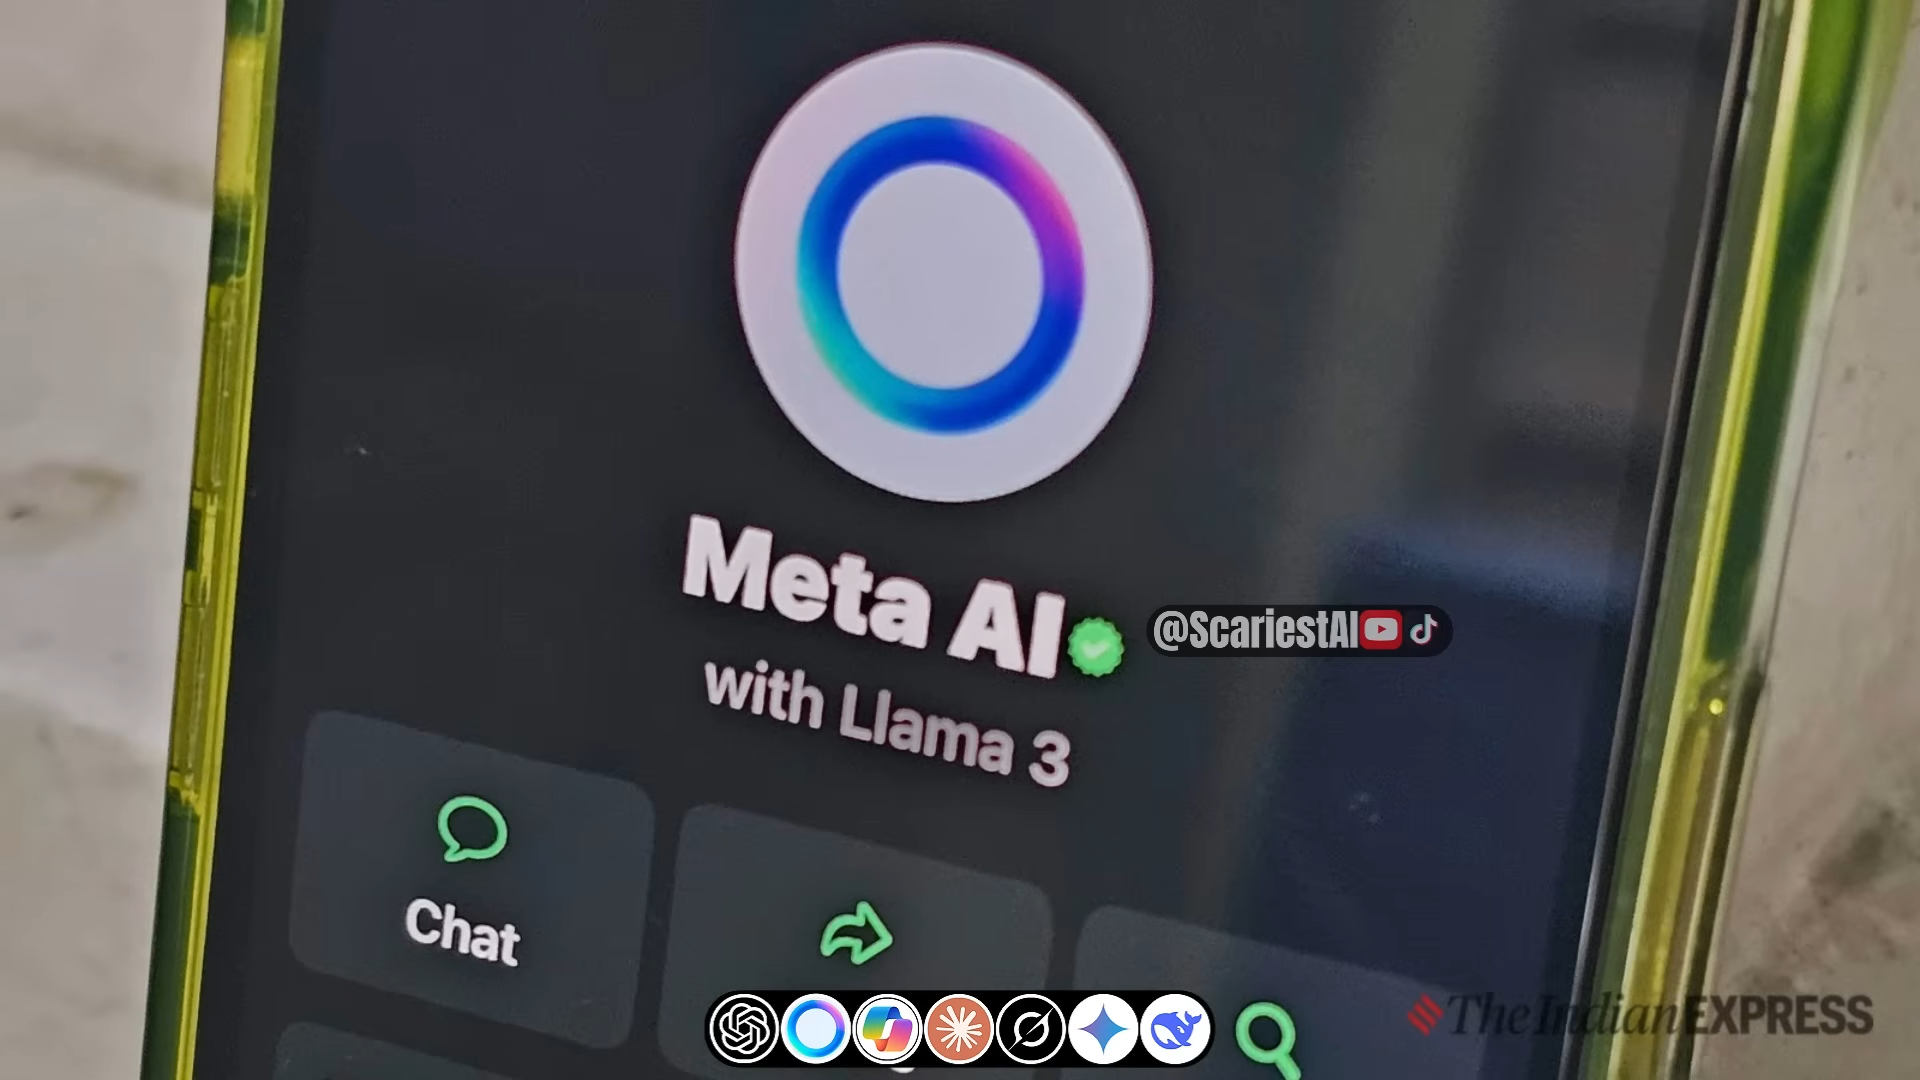 Meta AI
@ScariestAI
with Llama 3
Chat
The Indian EXPRESS